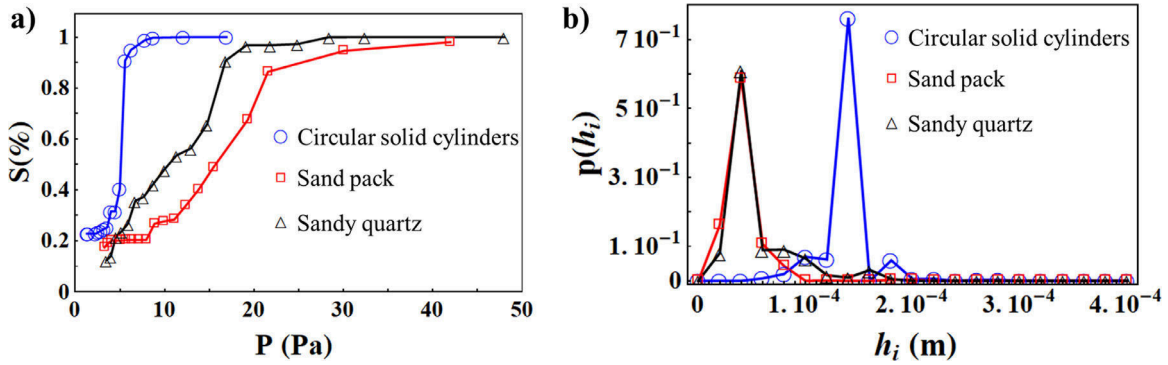 a)
S(%)
1
0.8
0.6
0.4
0.2
0
0
10
20
30
40
50
P (Pa)
Circular solid cylinders
Sand pack
Sandy quartz
b)
p(hᵢ)
7 10⁻¹
5 10⁻¹
3. 10⁻¹
1 10⁻¹
0
0
1. 10⁻⁴
2. 10⁻⁴
3. 10⁻⁴
4. 10⁻⁴
hᵢ (m)
Circular solid cylinders
Sand pack
Sandy quartz